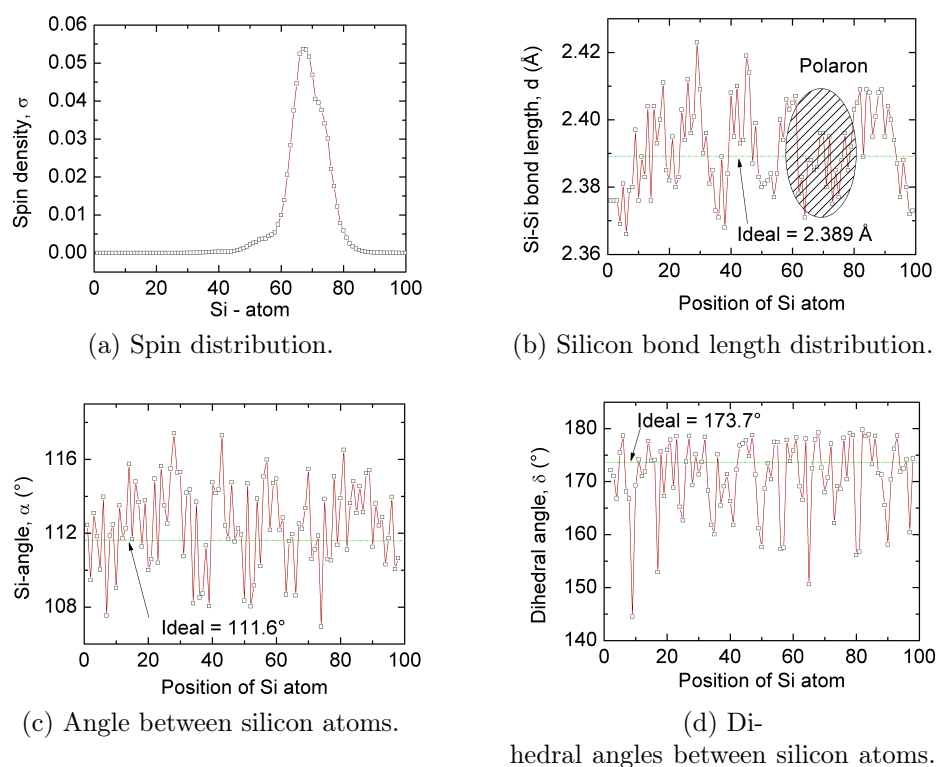 0.06
0.05
0.04
0.03
0.02
0.01
0.00
Spin density, σ
0 20 40 60 80 100
Si - atom
(a) Spin distribution.
2.42
2.40
2.38
2.36
Si-Si bond length, d (Å)
Polaron
Ideal = 2.389 Å
0 20 40 60 80 100
Position of Si atom
(b) Silicon bond length distribution.
116
112
108
Si-angle, α (°)
Ideal = 111.6°
0 20 40 60 80 100
Position of Si atom
(c) Angle between silicon atoms.
180
170
160
150
140
Dihedral angle, δ (°)
Ideal = 173.7°
0 20 40 60 80 100
Position of Si atom
(d) Di-
hedral angles between silicon atoms.